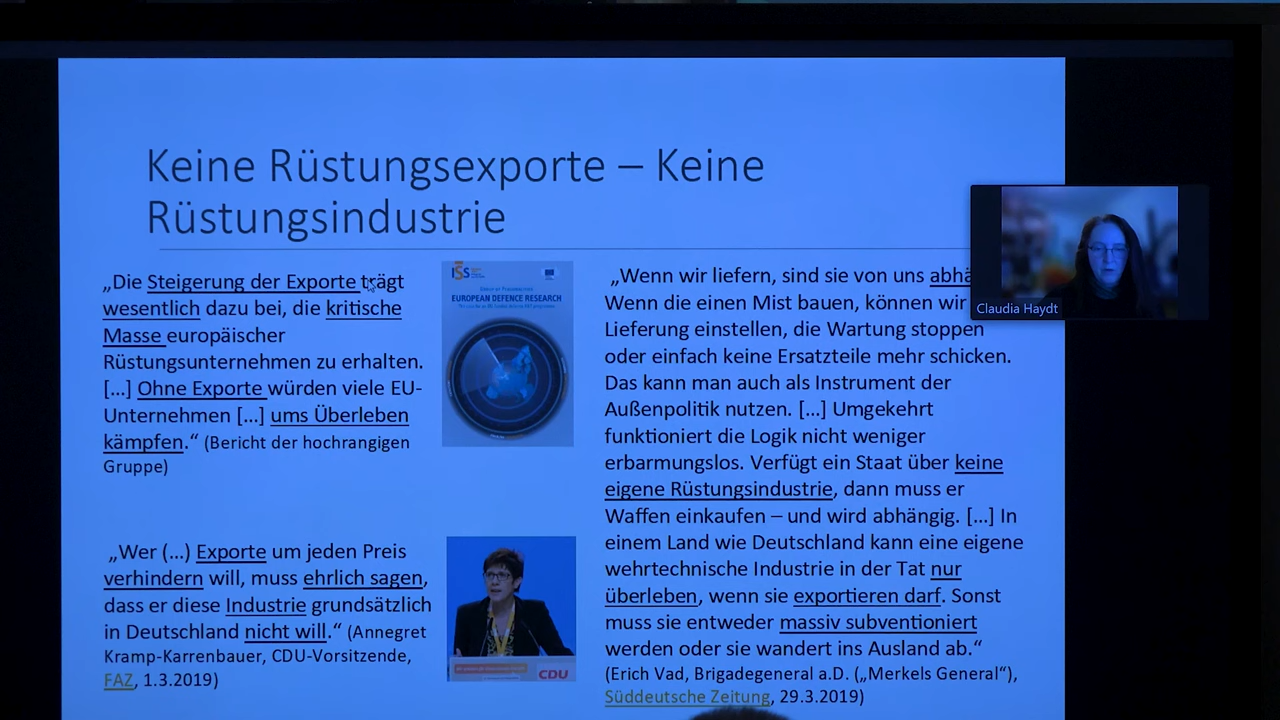 Keine Rüstungsexporte – Keine
Rüstungsindustrie
„Die Steigerung der Exporte trägt
wesentlich dazu bei, die kritische
Masse europäischer
Rüstungsunternehmen zu erhalten.
[…] Ohne Exporte würden viele EU-
Unternehmen […] ums Überleben
kämpfen.“ (Bericht der hochrangigen
Gruppe)
„Wer (…) Exporte um jeden Preis
verhindern will, muss ehrlich sagen,
dass er diese Industrie grundsätzlich
in Deutschland nicht will.“ (Annegret
Kramp-Karrenbauer, CDU-Vorsitzende,
FAZ, 1.3.2019)
ISS
EUROPEAN DEFENCE RESEARCH
CDU
„Wenn wir liefern, sind sie von uns
Wenn die einen Mist bauen, können wir
Lieferung einstellen, die Wartung stoppen
oder einfach keine Ersatzteile mehr schicken.
Das kann man auch als Instrument der
Außenpolitik nutzen. […] Umgekehrt
funktioniert die Logik nicht weniger
erbarmungslos. Verfügt ein Staat über keine
eigene Rüstungsindustrie, dann muss er
Waffen einkaufen – und wird abhängig. […] In
einem Land wie Deutschland kann eine eigene
wehrtechnische Industrie in der Tat nur
überleben, wenn sie exportieren darf. Sonst
muss sie entweder massiv subventioniert
werden oder sie wandert ins Ausland ab.“
(Erich Vad, Brigadegeneral a.D. („Merkels General“),
Süddeutsche Zeitung, 29.3.2019)
Claudia Haydt